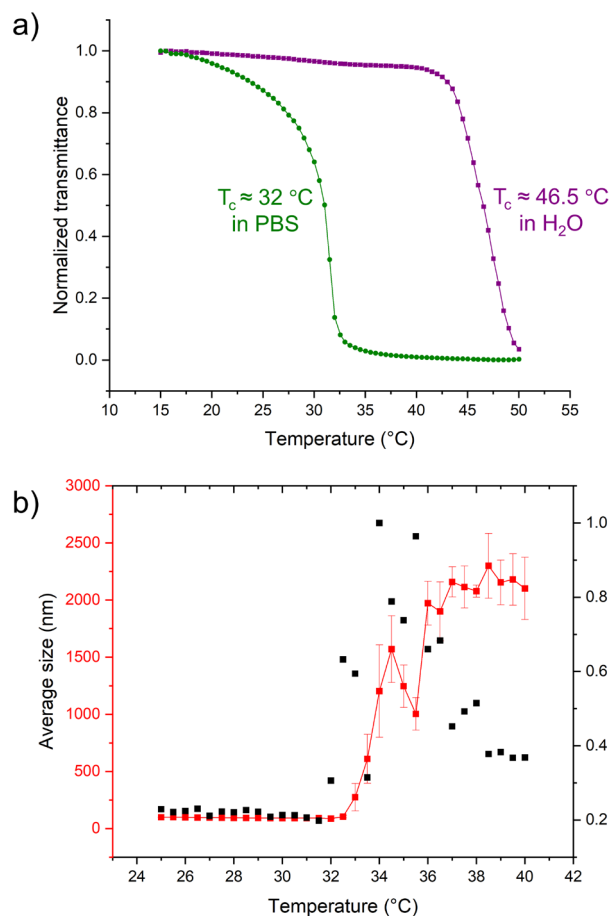 a)
1.0
0.8
0.6
0.4
0.2
0.0
Normalized transmittance
Tc ≈ 32 °C
in PBS
Tc ≈ 46.5 °C
in H2O
10 15 20 25 30 35 40 45 50 55
Temperature (°C)
b)
3000
2500
2000
1500
1000
500
0
Average size (nm)
1.0
0.8
0.6
0.4
0.2
24 26 28 30 32 34 36 38 40 42
Temperature (°C)